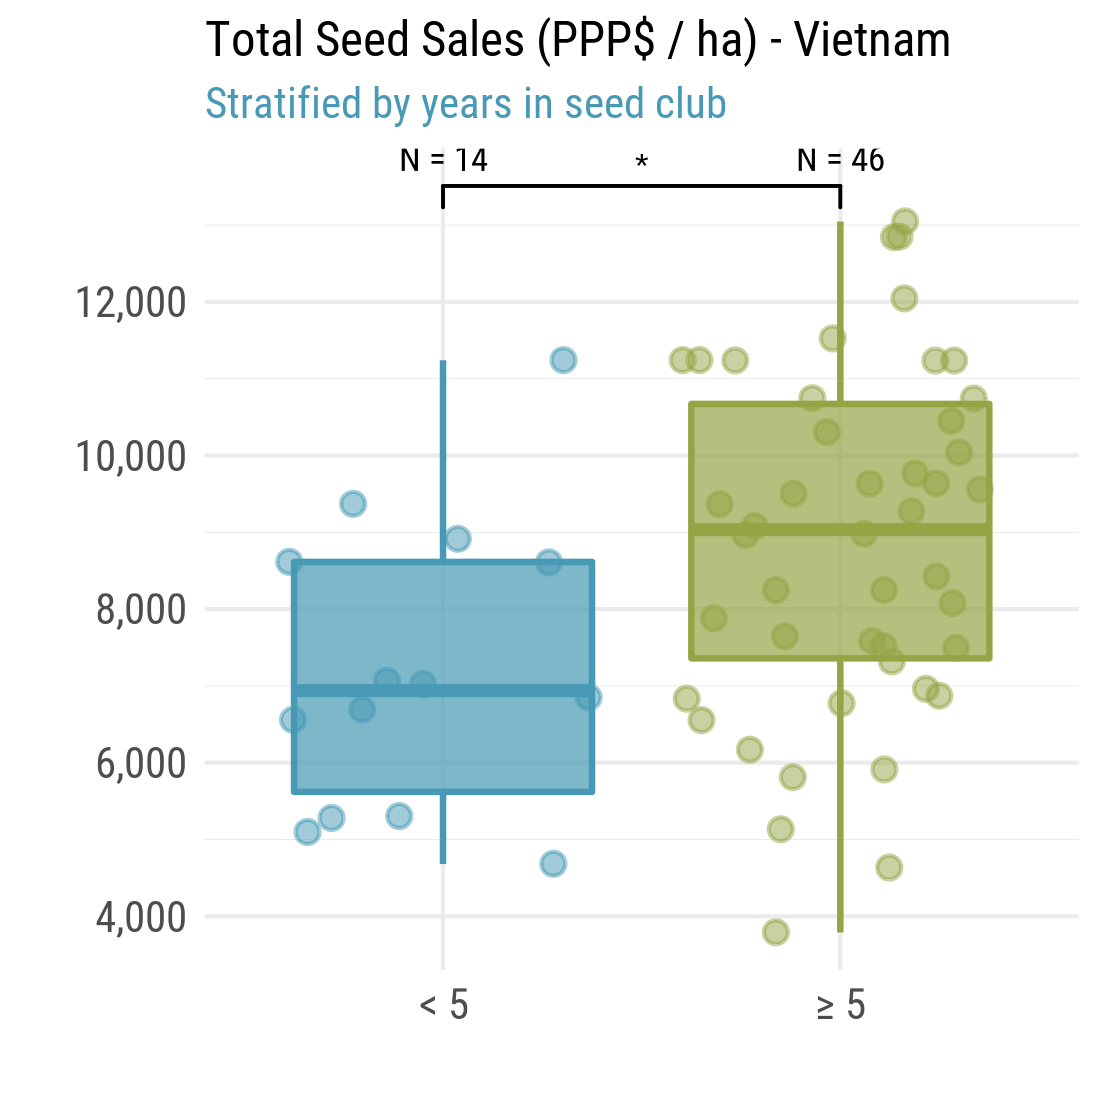 Total Seed Sales (PPP$ / ha) - Vietnam
Stratified by years in seed club
N = 14 * N = 46
12,000
10,000
8,000
6,000
4,000
< 5 ≥ 5